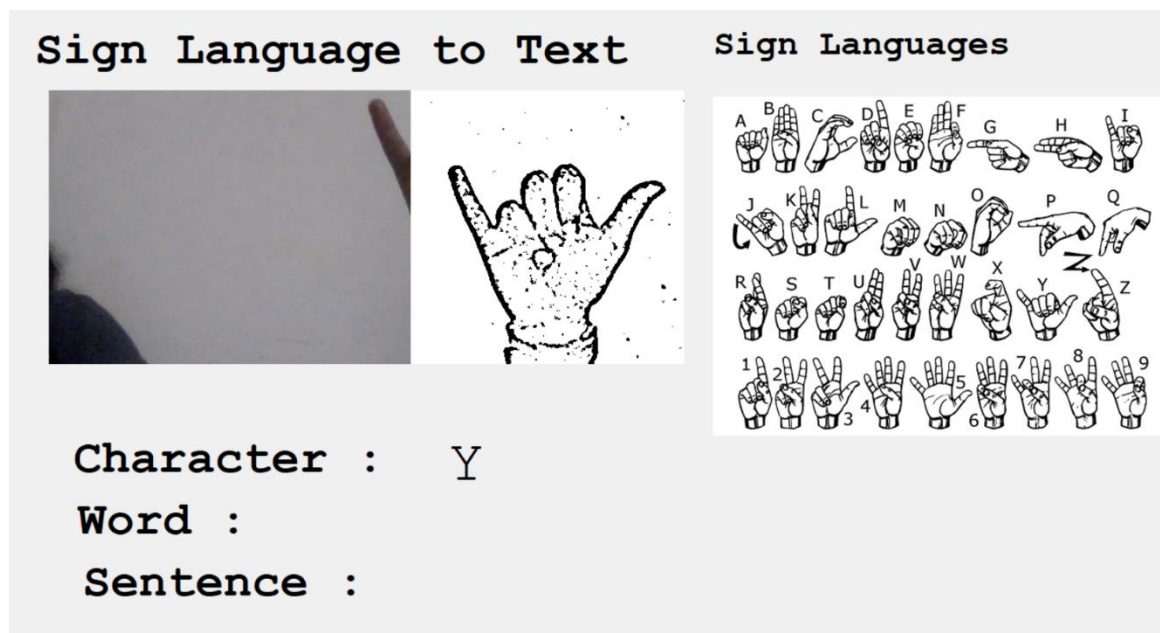 Sign Language to Text
Character : Y
Word :
Sentence :
Sign Languages
A B C D E F G H I
J K L M N O P Q
R S T U V W X Y Z
1 2 3 4 5 6 7 8 9